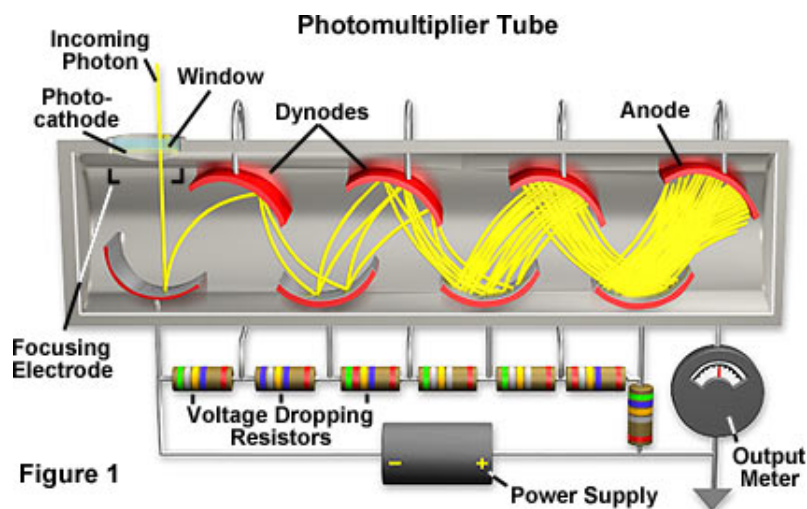 Photomultiplier Tube
Incoming
Photon
Window
Photo-
cathode
Dynodes
Anode
Focusing
Electrode
Voltage Dropping
Resistors
Figure 1
- +
Power Supply
Output
Meter